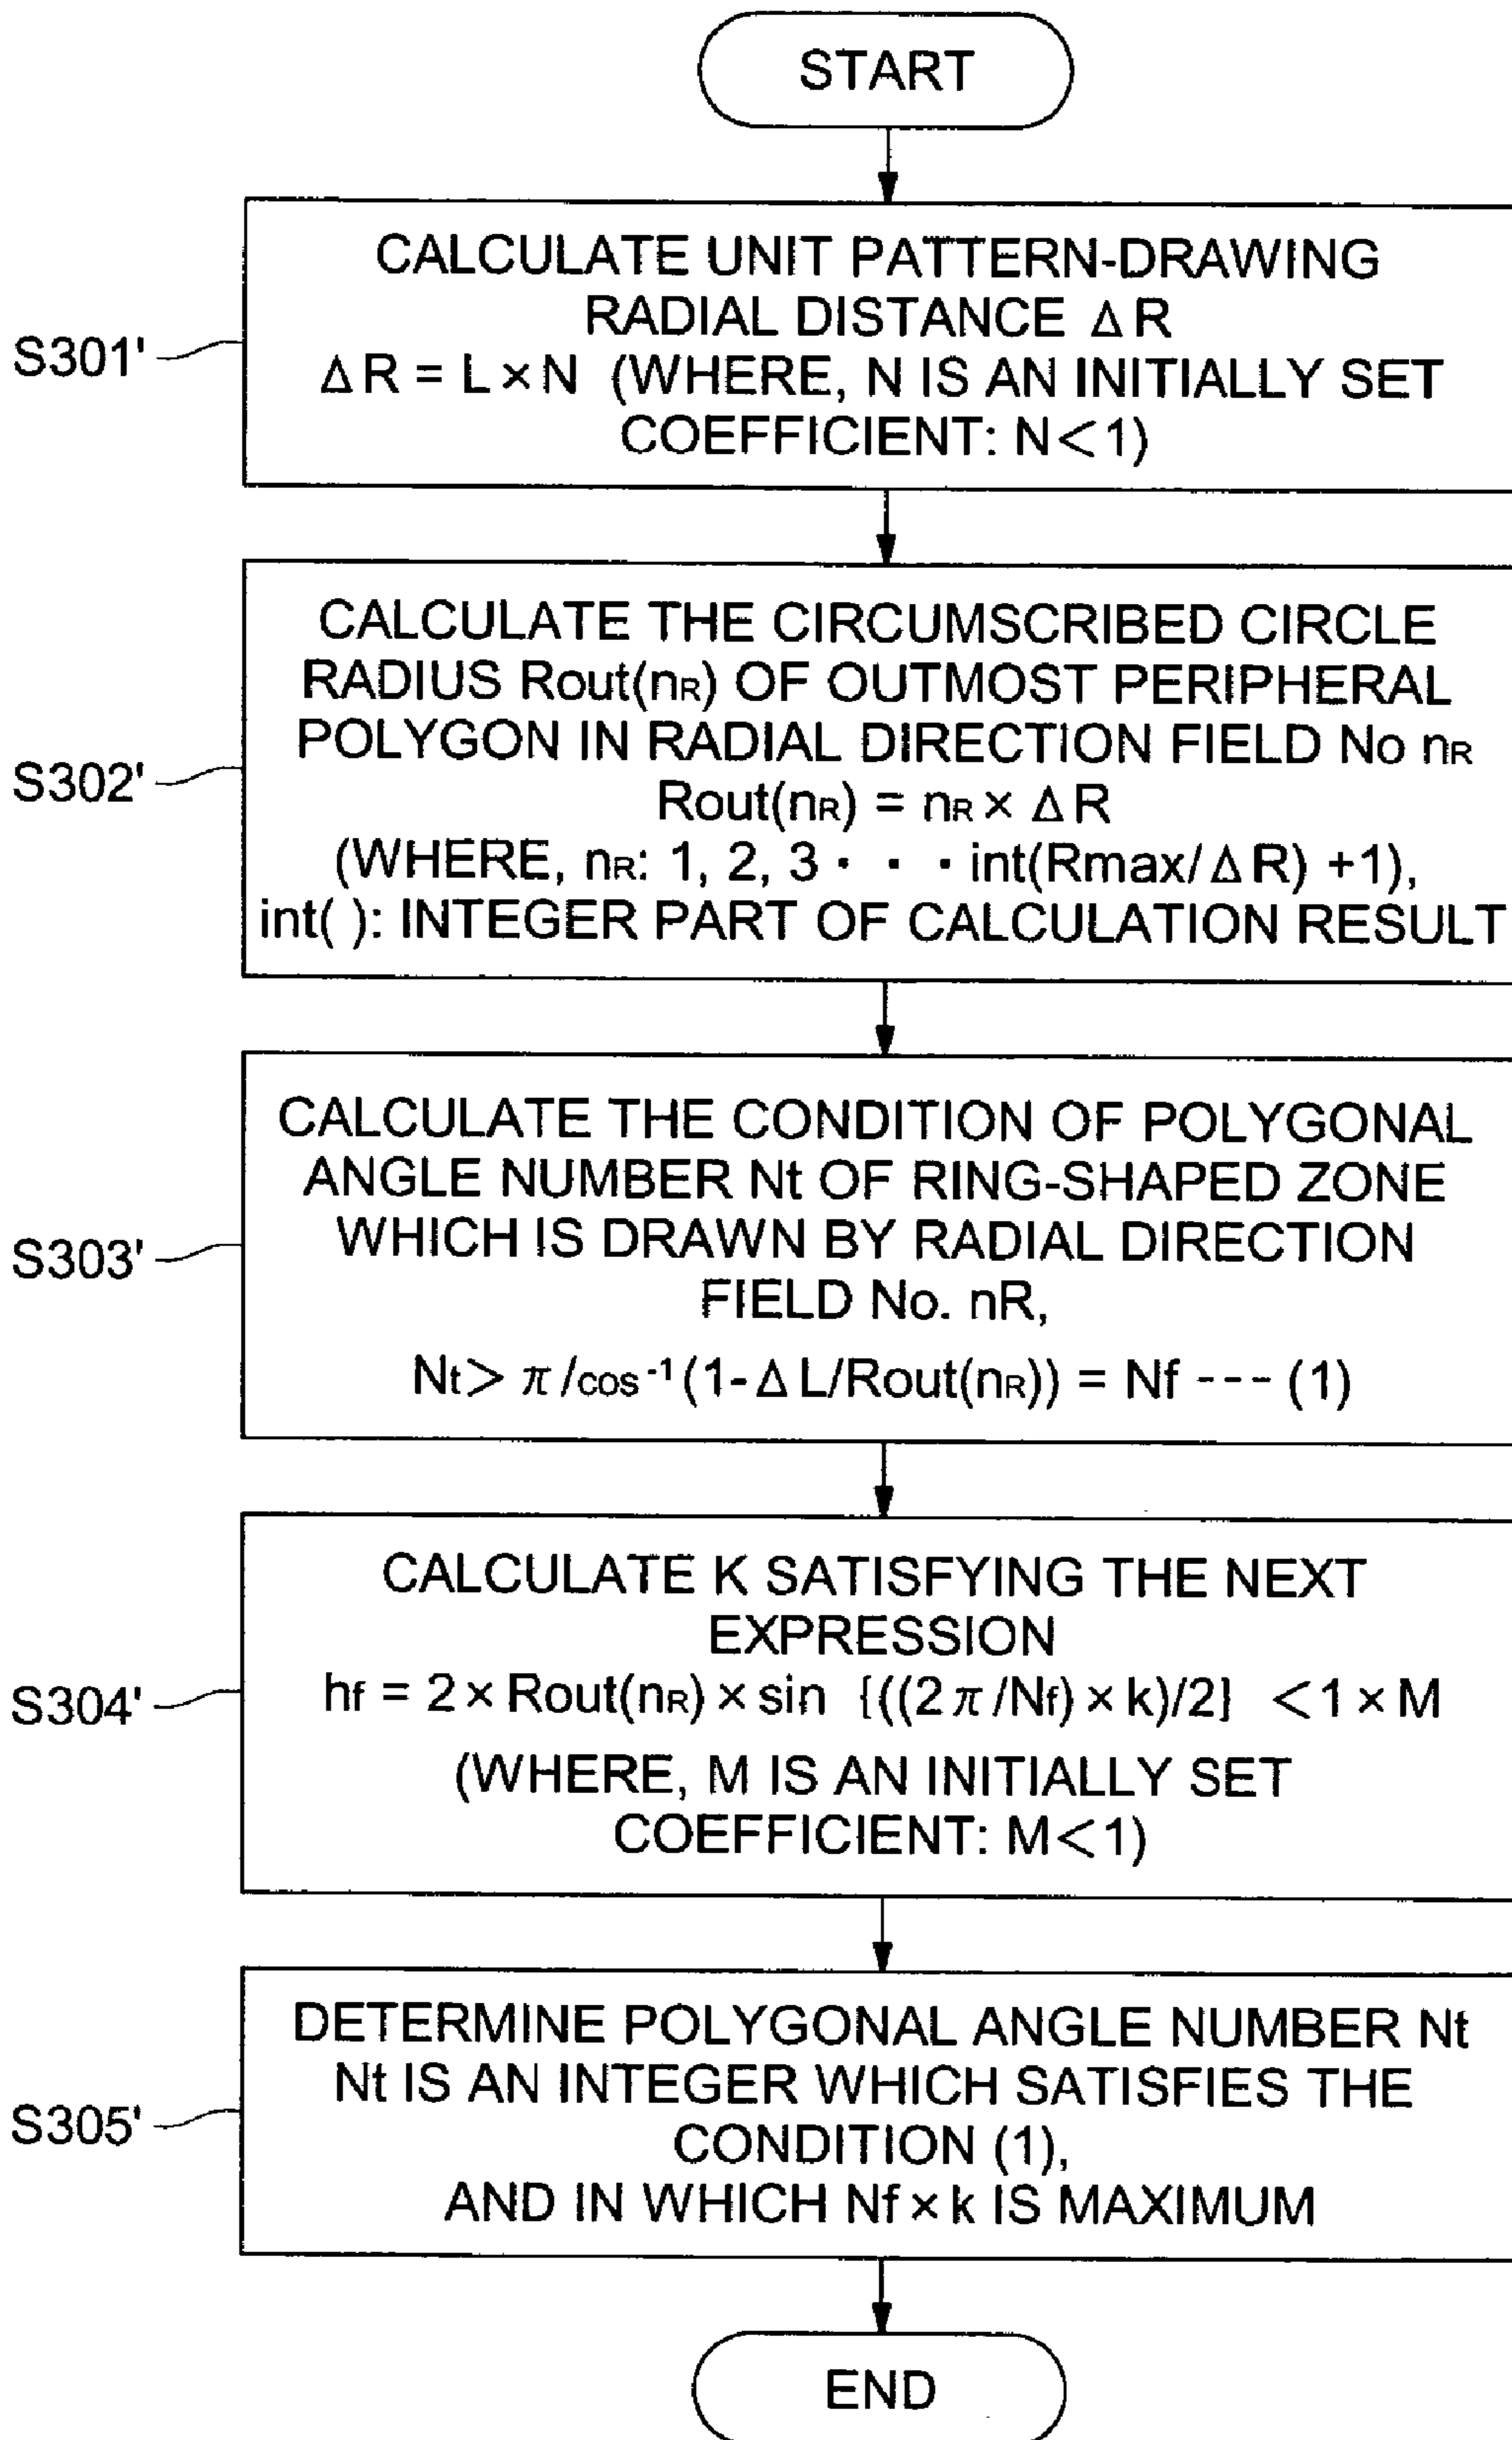 START
CALCULATE UNIT PATTERN-DRAWING
RADIAL DISTANCE ΔR
S301'
ΔR = L×N (WHERE, N IS AN INITIALLY SET
COEFFICIENT: N<1)
CALCULATE THE CIRCUMSCRIBED CIRCLE
RADIUS Rout(nR) OF OUTMOST PERIPHERAL
POLYGON IN RADIAL DIRECTION FIELD No nR
S302'
Rout(nR) = nR × ΔR
(WHERE, nR: 1, 2, 3 · · · int(Rmax/ΔR) +1),
int( ): INTEGER PART OF CALCULATION RESULT
CALCULATE THE CONDITION OF POLYGONAL
ANGLE NUMBER Nt OF RING-SHAPED ZONE
WHICH IS DRAWN BY RADIAL DIRECTION
S303'
FIELD No. nR,
Nt> π/cos-1(1-ΔL/Rout(nR)) = Nf --- (1)
CALCULATE K SATISFYING THE NEXT
EXPRESSION
S304'
hf = 2×Rout(nR)×sin {((2π/Nf)×k)/2} <1×M
(WHERE, M IS AN INITIALLY SET
COEFFICIENT: M<1)
DETERMINE POLYGONAL ANGLE NUMBER Nt
Nt IS AN INTEGER WHICH SATISFIES THE
S305'
CONDITION (1),
AND IN WHICH Nf×k IS MAXIMUM
END